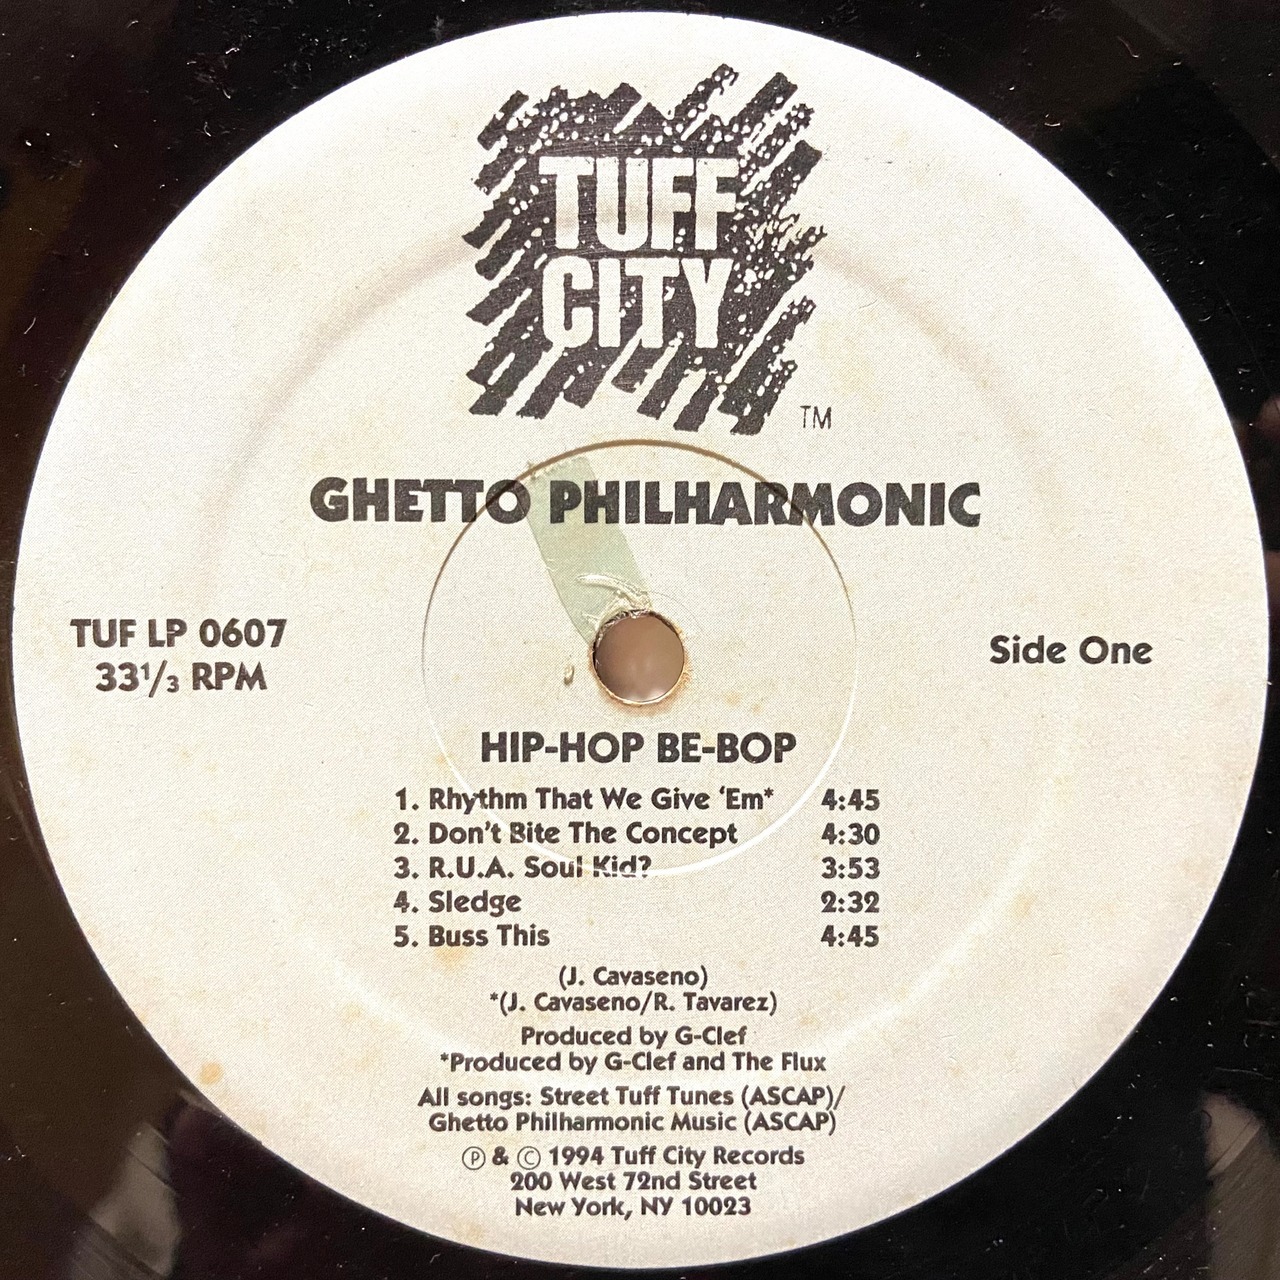 TUFF
CITY
TM
GHETTO PHILHARMONIC
TUF LP 0607
33 1/3 RPM
Side One
HIP-HOP BE-BOP
1. Rhythm That We Give ‘Em* 4:45
2. Don’t Bite The Concept 4:30
3. R.U.A. Soul Kid? 3:53
4. Sledge 2:32
5. Buss This 4:45
(J. Cavaseno)
*(J. Cavaseno/R. Tavarez)
Produced by G-Clef
*Produced by G-Clef and The Flux
All songs: Street Tuff Tunes (ASCAP)/
Ghetto Philharmonic Music (ASCAP)
Ⓟ & Ⓒ 1994 Tuff City Records
200 West 72nd Street
New York, NY 10023